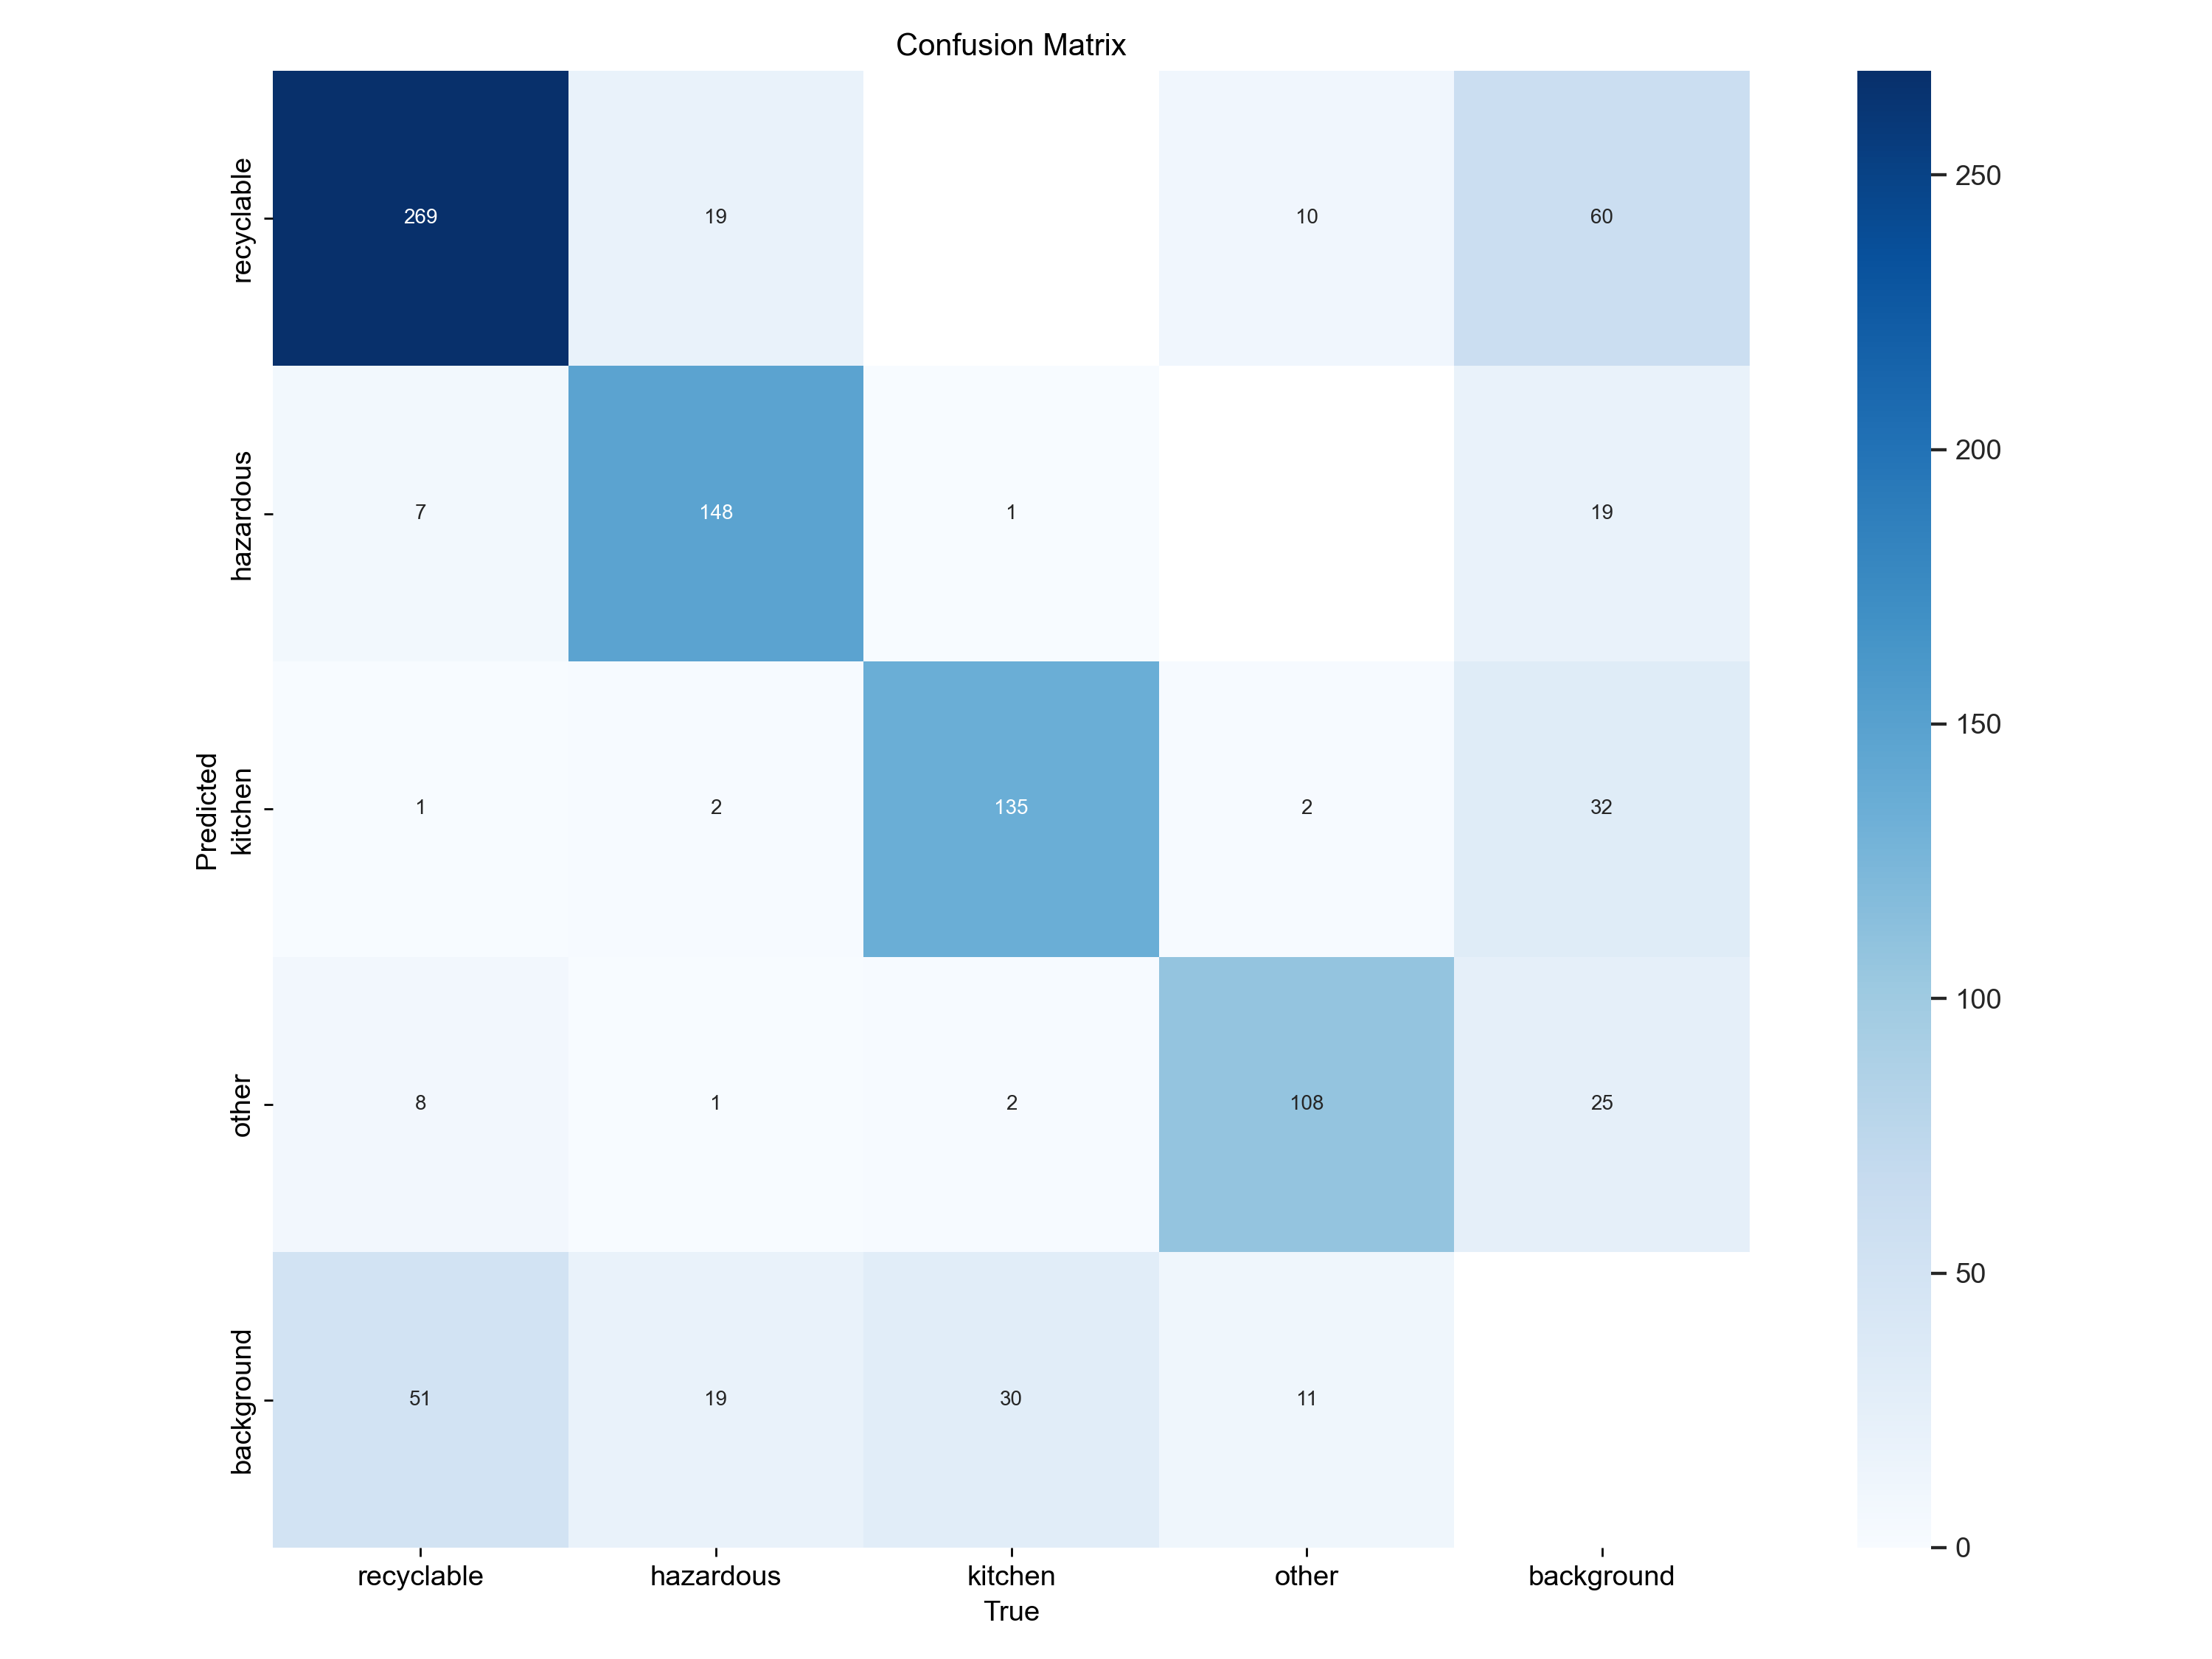 Confusion Matrix
recyclable 269 19 10 60
hazardous 7 148 1 19
Predicted
kitchen 1 2 135 2 32
other 8 1 2 108 25
background 51 19 30 11
recyclable hazardous kitchen other background
True
250
200
150
100
50
0